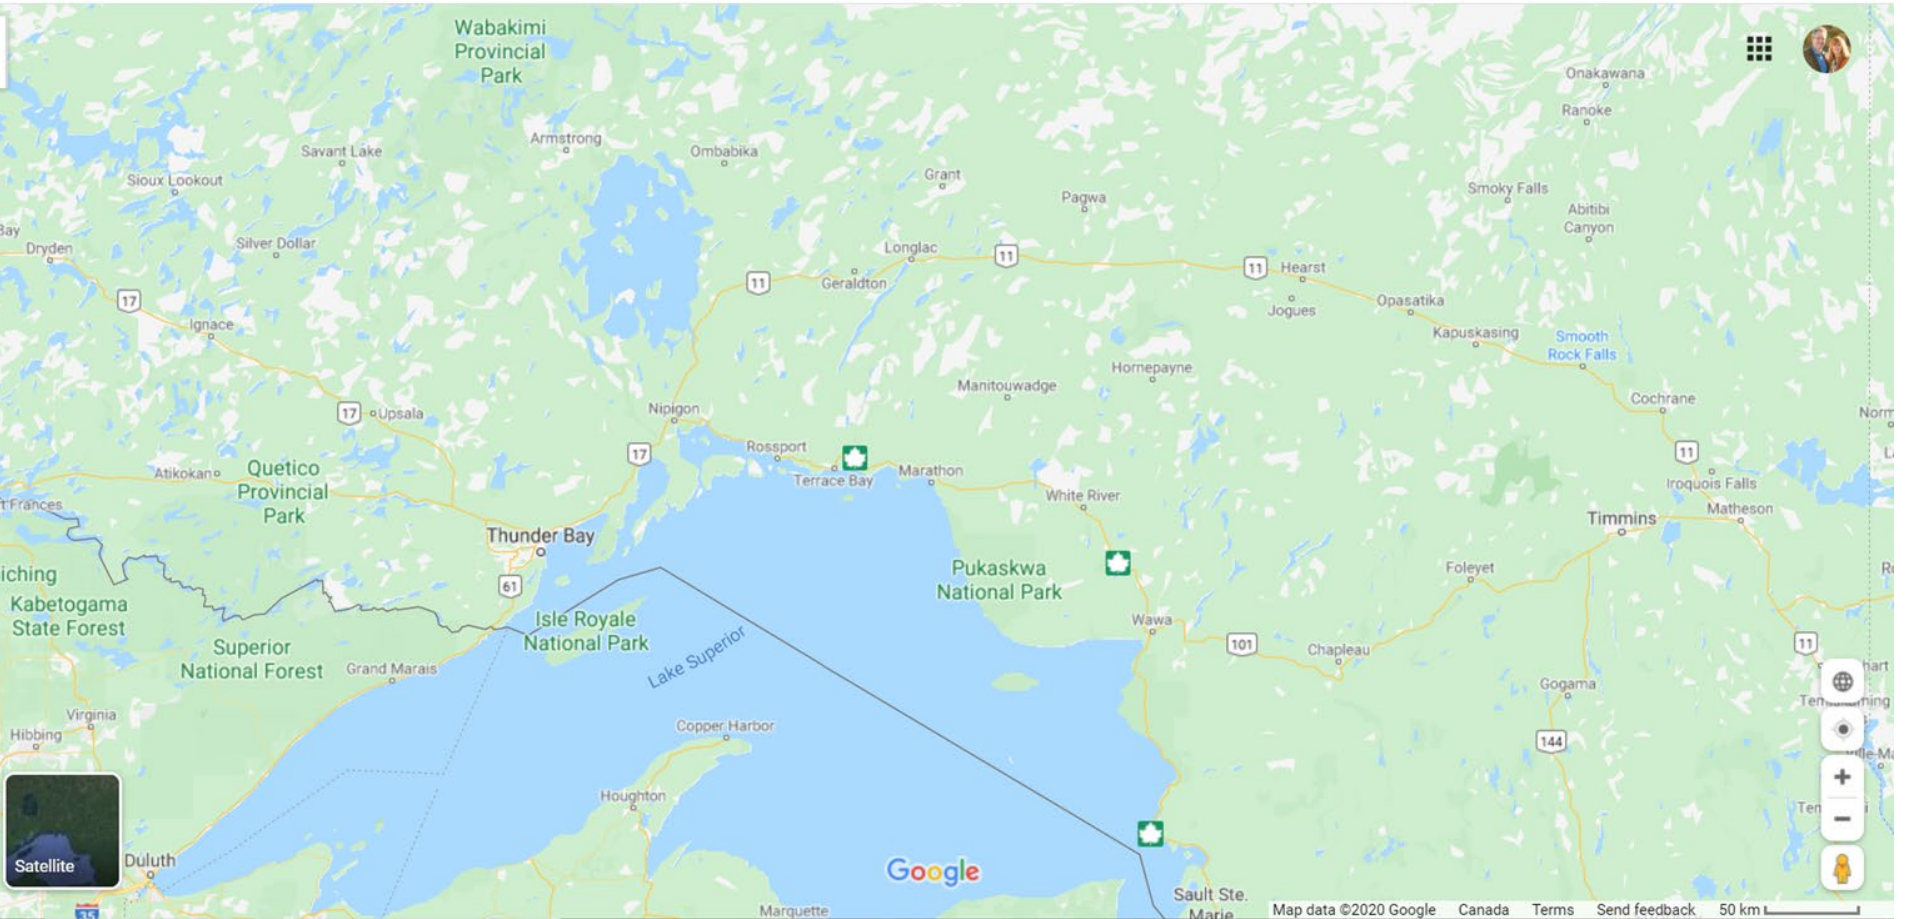 Wabakimi
Provincial
Park
Onakawana
Ranoke
Armstrong
Savant Lake
Ombabika
Sioux Lookout
Grant
Pagwa
Smoky Falls
Abitibi
Canyon
Bay
Dryden
Silver Dollar
Longlac
11
11
Hearst
11
Geraldton
17
Jogues
Opasatika
Ignace
Kapuskasing
Smooth
Rock Falls
Hornepayne
Manitouwadge
Cochrane
Nipigon
17
Upsala
Norm
17
Rossport
11
Atikokan
Quetico
Provincial
Park
Marathon
Terrace Bay
Iroquois Falls
White River
t Frances
Matheson
Timmins
Thunder Bay
iching
Pukaskwa
National Park
Foleyet
61
Kabetogama
State Forest
Isle Royale
National Park
Wawa
Superior
National Forest
Lake Superior
101
11
Chapleau
Grand Marais
hart
Gogama
Virginia
Copper Harbor
Hibbing
144
Houghton
Satellite
Duluth
Google
Sault Ste.
Marie
35
Marquette
Map data ©2020 Google Canada Terms Send feedback 50 km